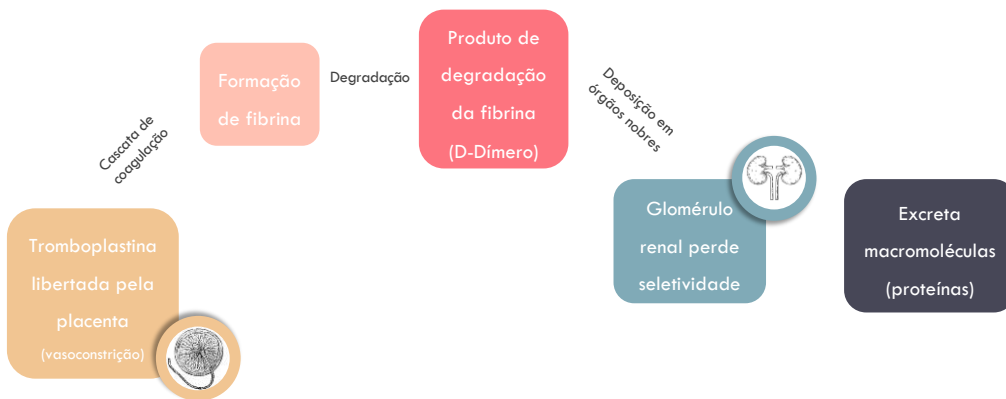 Tromboplastina
libertada pela
placenta
(vasoconstrição)
Cascata de
coagulação
Formação
de fibrina
Degradação
Produto de
degradação
da fibrina
(D-Dímero)
Deposição em
órgãos nobres
Glomérulo
renal perde
seletividade
Excreta
macromoléculas
(proteínas)